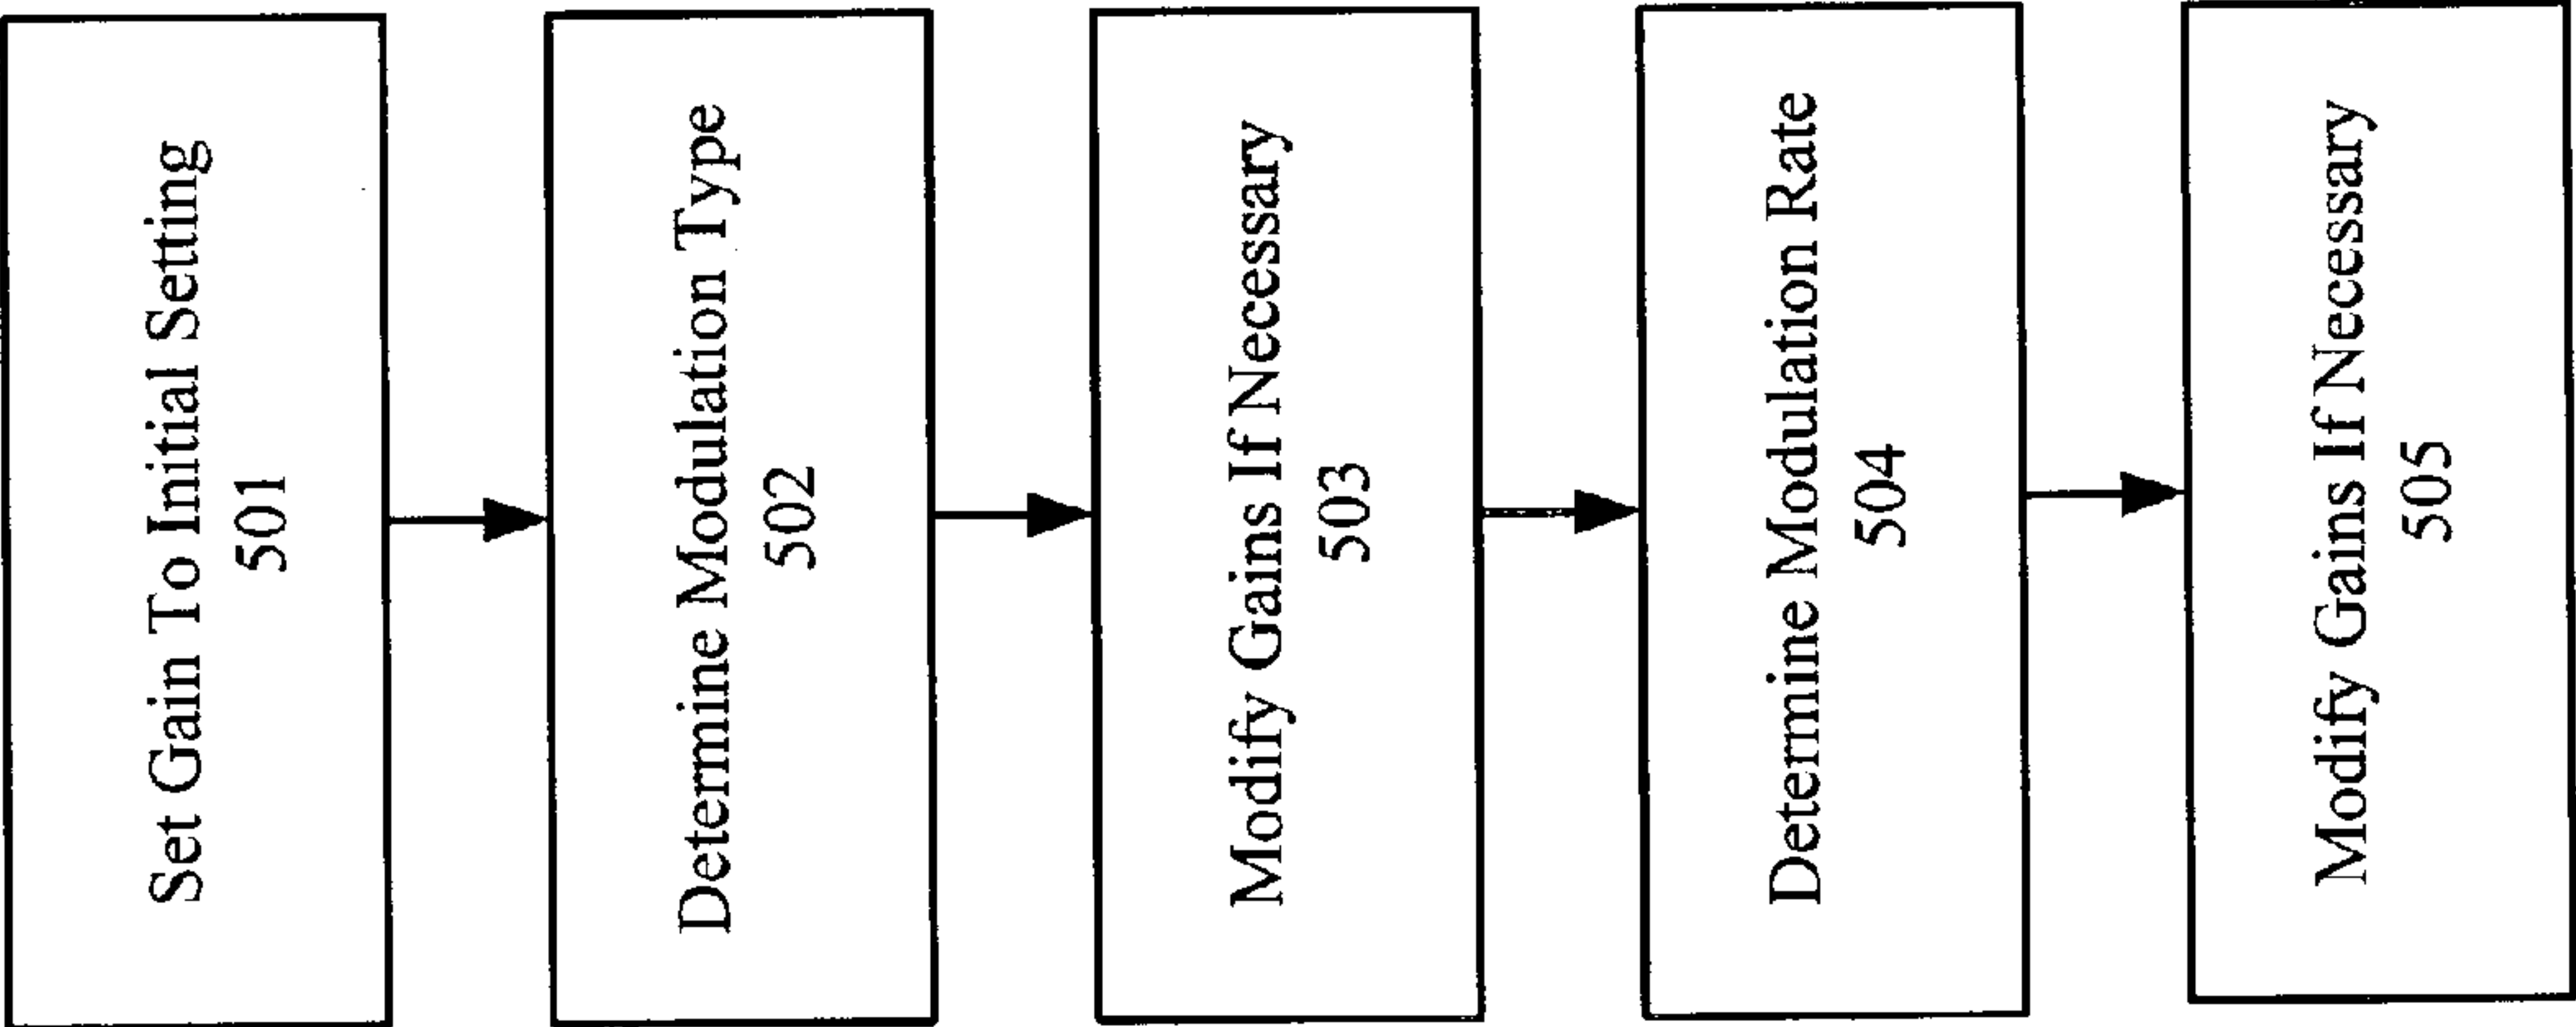 Set Gain To Initial Setting
501
Determine Modulation Type
502
Modify Gains If Necessary
503
Determine Modulation Rate
504
Modify Gains If Necessary
505